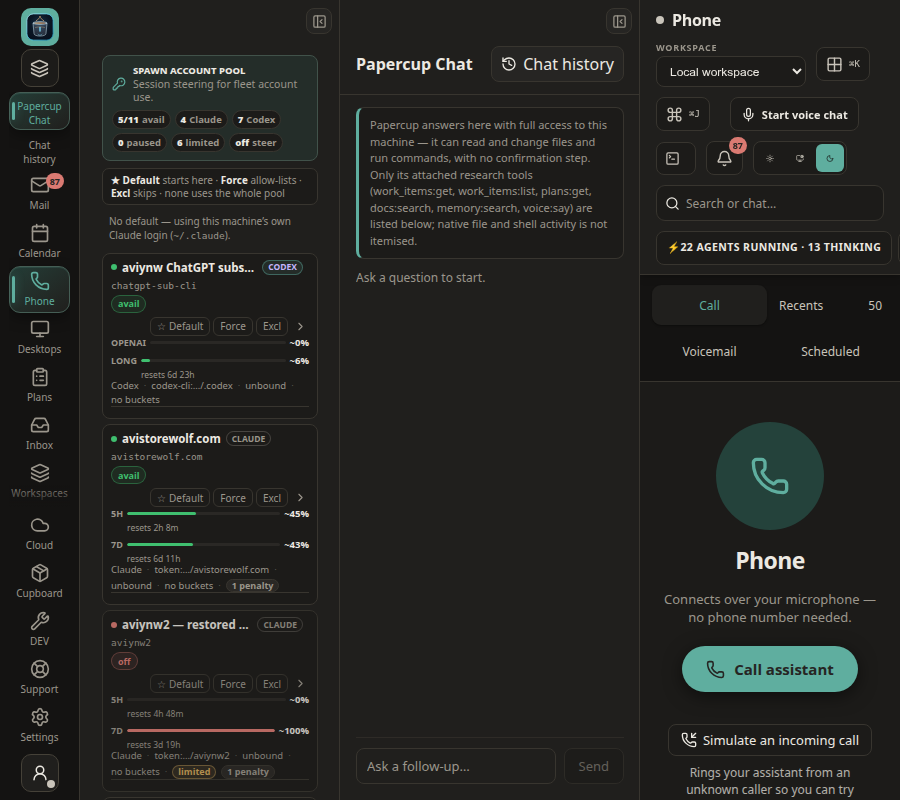 Papercup
Chat
Chat
history
87
Mail
Calendar
Phone
Desktops
Plans
Inbox
Workspaces
Cloud
Cupboard
DEV
Support
Settings
SPAWN ACCOUNT POOL
Session steering for fleet account
use.
5/11 avail 4 Claude 7 Codex
0 paused 6 limited off steer
★ Default starts here · Force allow-lists ·
Excl skips · none uses the whole pool
No default — using this machine's own
Claude login (~/.claude).
aviynw ChatGPT subs... CODEX
chatgpt-sub-cli
avail
☆ Default Force Excl
OPENAI ~0%
LONG ~6%
resets 6d 23h
Codex · codex-cli:.../.codex · unbound ·
no buckets
avistorewolf.com CLAUDE
avistorewolf.com
avail
☆ Default Force Excl
5H ~45%
resets 2h 8m
7D ~43%
resets 6d 11h
Claude · token:.../avistorewolf.com ·
unbound · no buckets · 1 penalty
aviynw2 — restored ... CLAUDE
aviynw2
off
☆ Default Force Excl
5H ~0%
resets 4h 48m
7D ~100%
resets 3d 19h
Claude · token:.../aviynw2 · unbound ·
no buckets · limited 1 penalty
Papercup Chat
Chat history
Papercup answers here with full access to this
machine — it can read and change files and
run commands, with no confirmation step.
Only its attached research tools
(work_items:get, work_items:list, plans:get,
docs:search, memory:search, voice:say) are
listed below; native file and shell activity is not
itemised.
Ask a question to start.
Ask a follow-up...
Send
Phone
WORKSPACE
Local workspace
⌘K
⌘J
Start voice chat
87
Search or chat...
⚡22 AGENTS RUNNING · 13 THINKING
Call
Recents 50
Voicemail
Scheduled
Phone
Connects over your microphone —
no phone number needed.
Call assistant
Simulate an incoming call
Rings your assistant from an
unknown caller so you can try